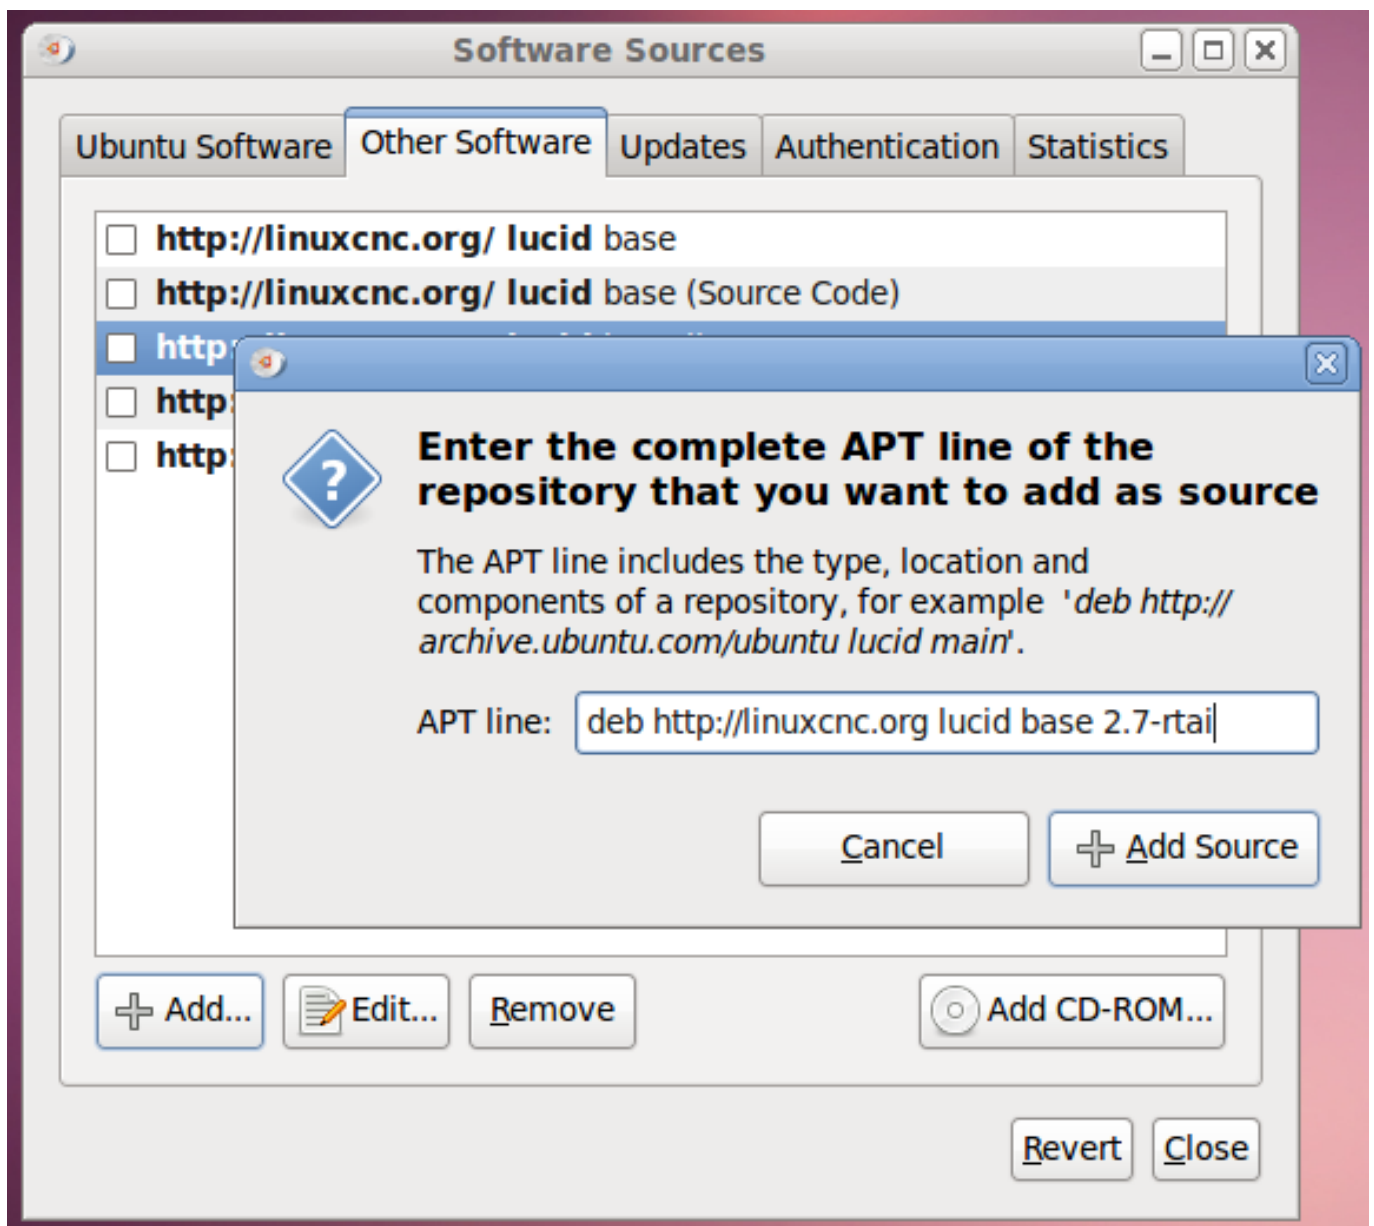 Software Sources
Ubuntu Software Other Software Updates Authentication Statistics
http://linuxcnc.org/ lucid base
http://linuxcnc.org/ lucid base (Source Code)
http:
http:
http:
Enter the complete APT line of the
repository that you want to add as source
The APT line includes the type, location and
components of a repository, for example 'deb http://
archive.ubuntu.com/ubuntu lucid main'.
APT line: deb http://linuxcnc.org lucid base 2.7-rtai
Cancel Add Source
Add... Edit... Remove Add CD-ROM...
Revert Close